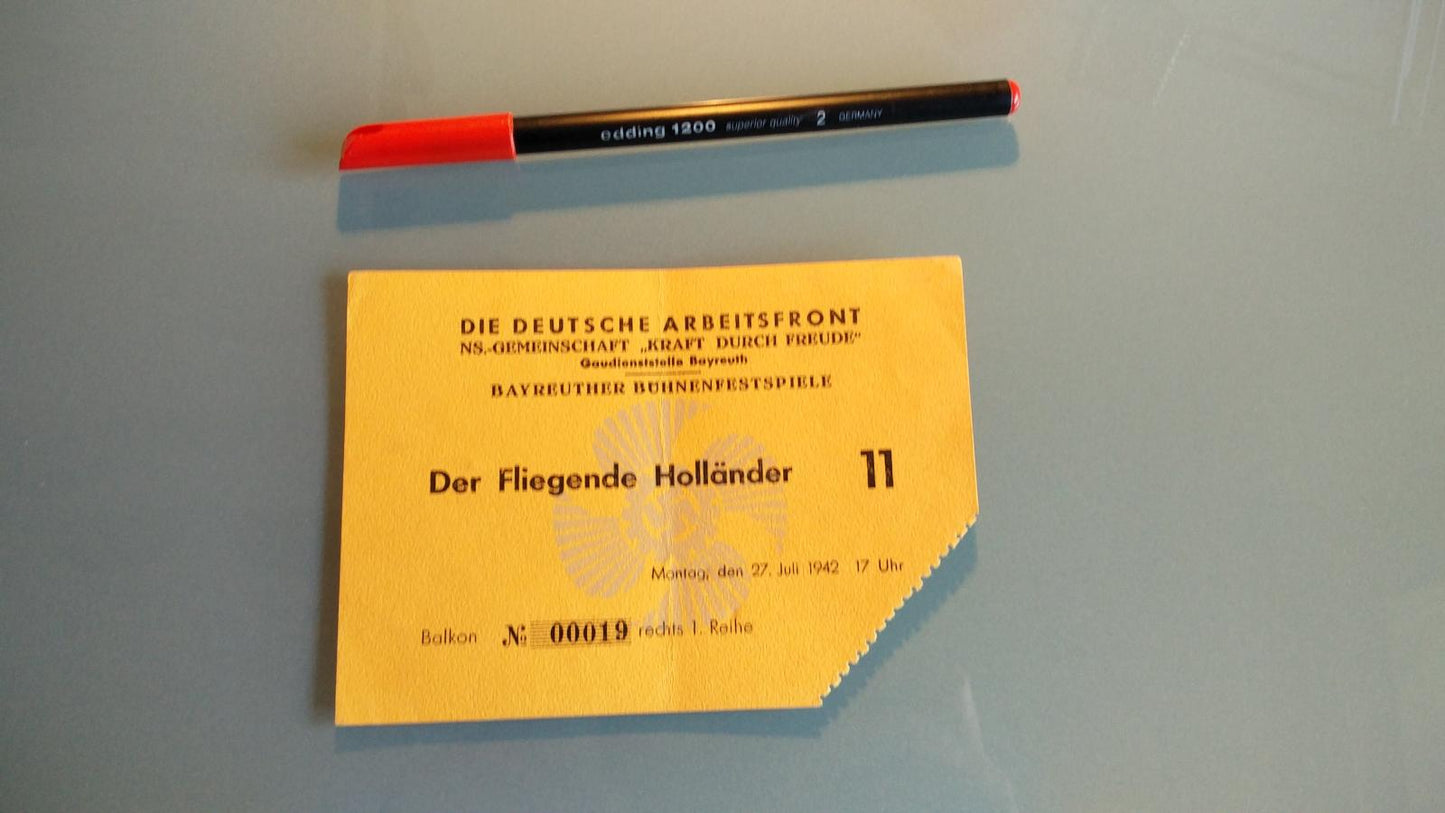 edding 1200 superior quality 2 GERMANY
DIE DEUTSCHE ARBEITSFRONT
NS.-GEMEINSCHAFT „KRAFT DURCH FREUDE"
Gaudienststelle Bayreuth
BAYREUTHER BÜHNENFESTSPIELE
Der Fliegende Holländer 11
Montag, den 27. Juli 1942 17 Uhr
Balkon № 00019 rechts 1. Reihe